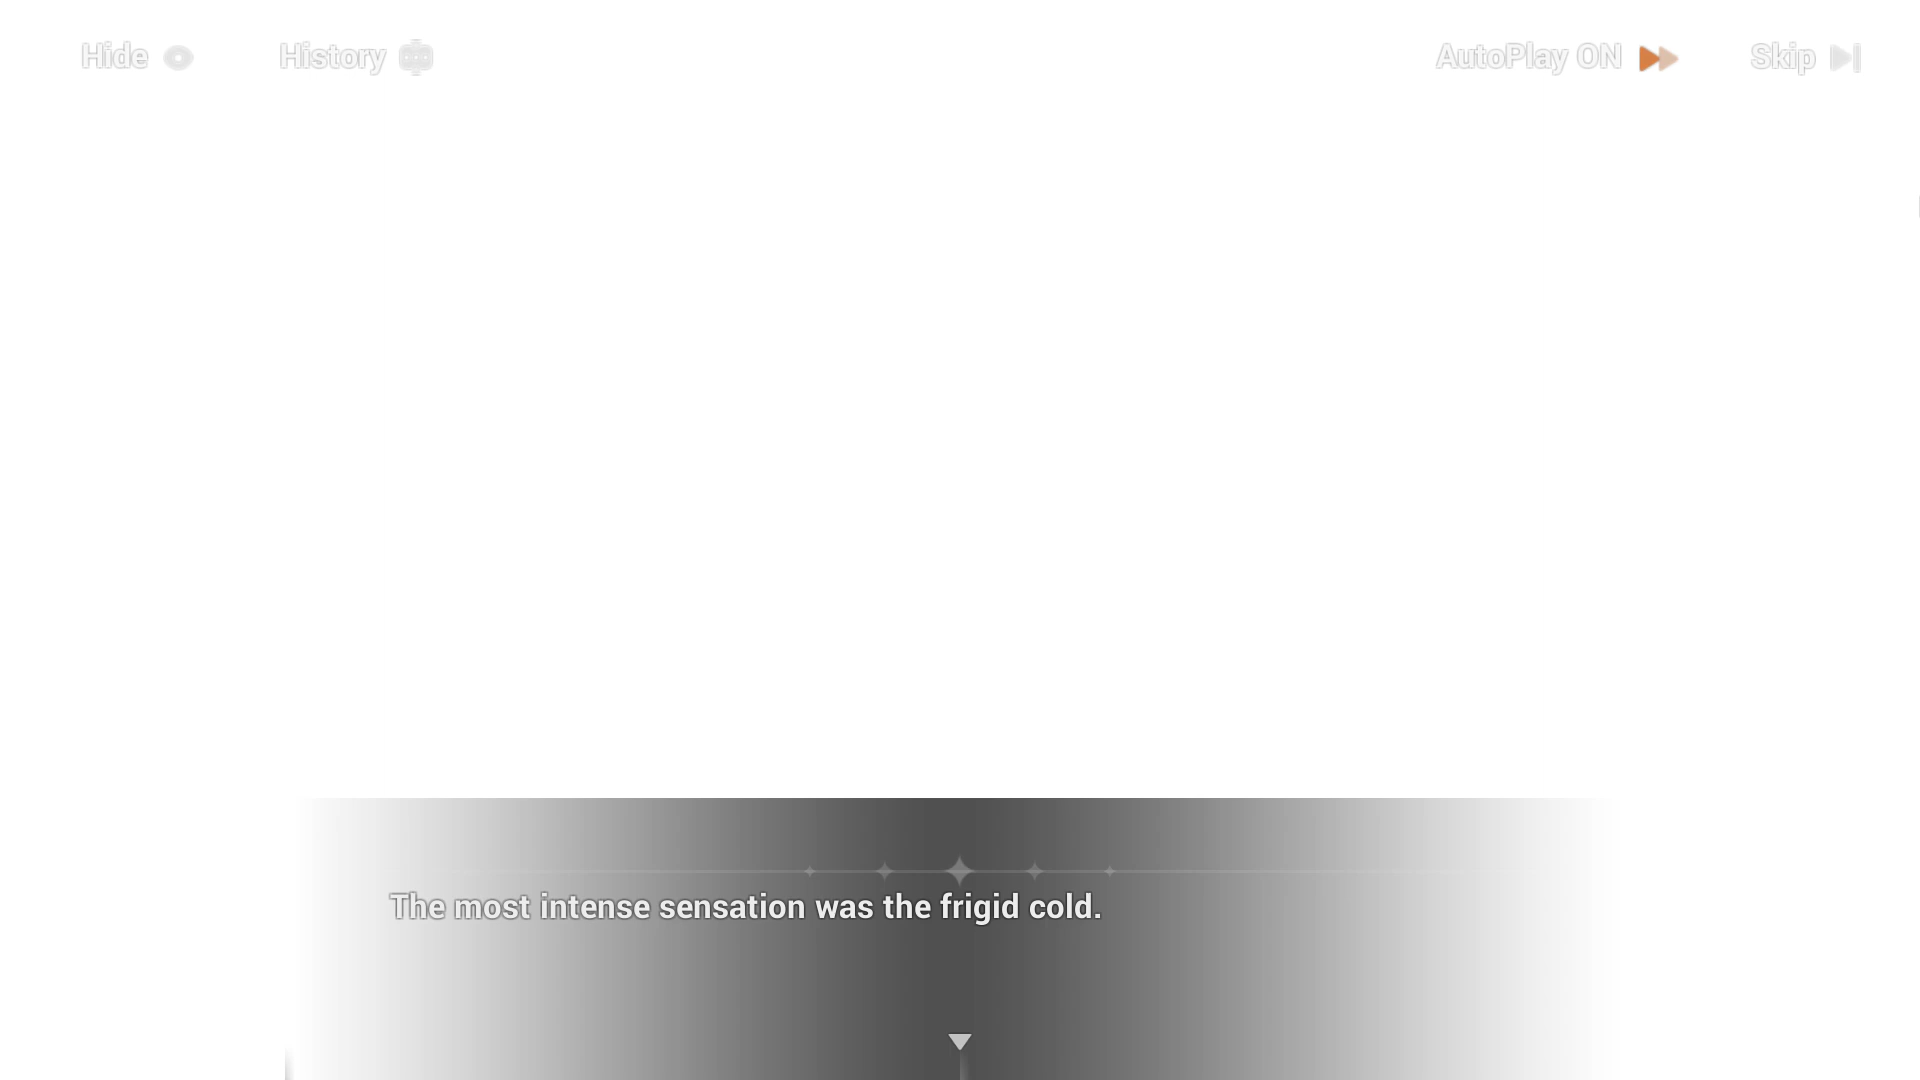 Hide
History
AutoPlay ON
Skip
The most intense sensation was the frigid cold.